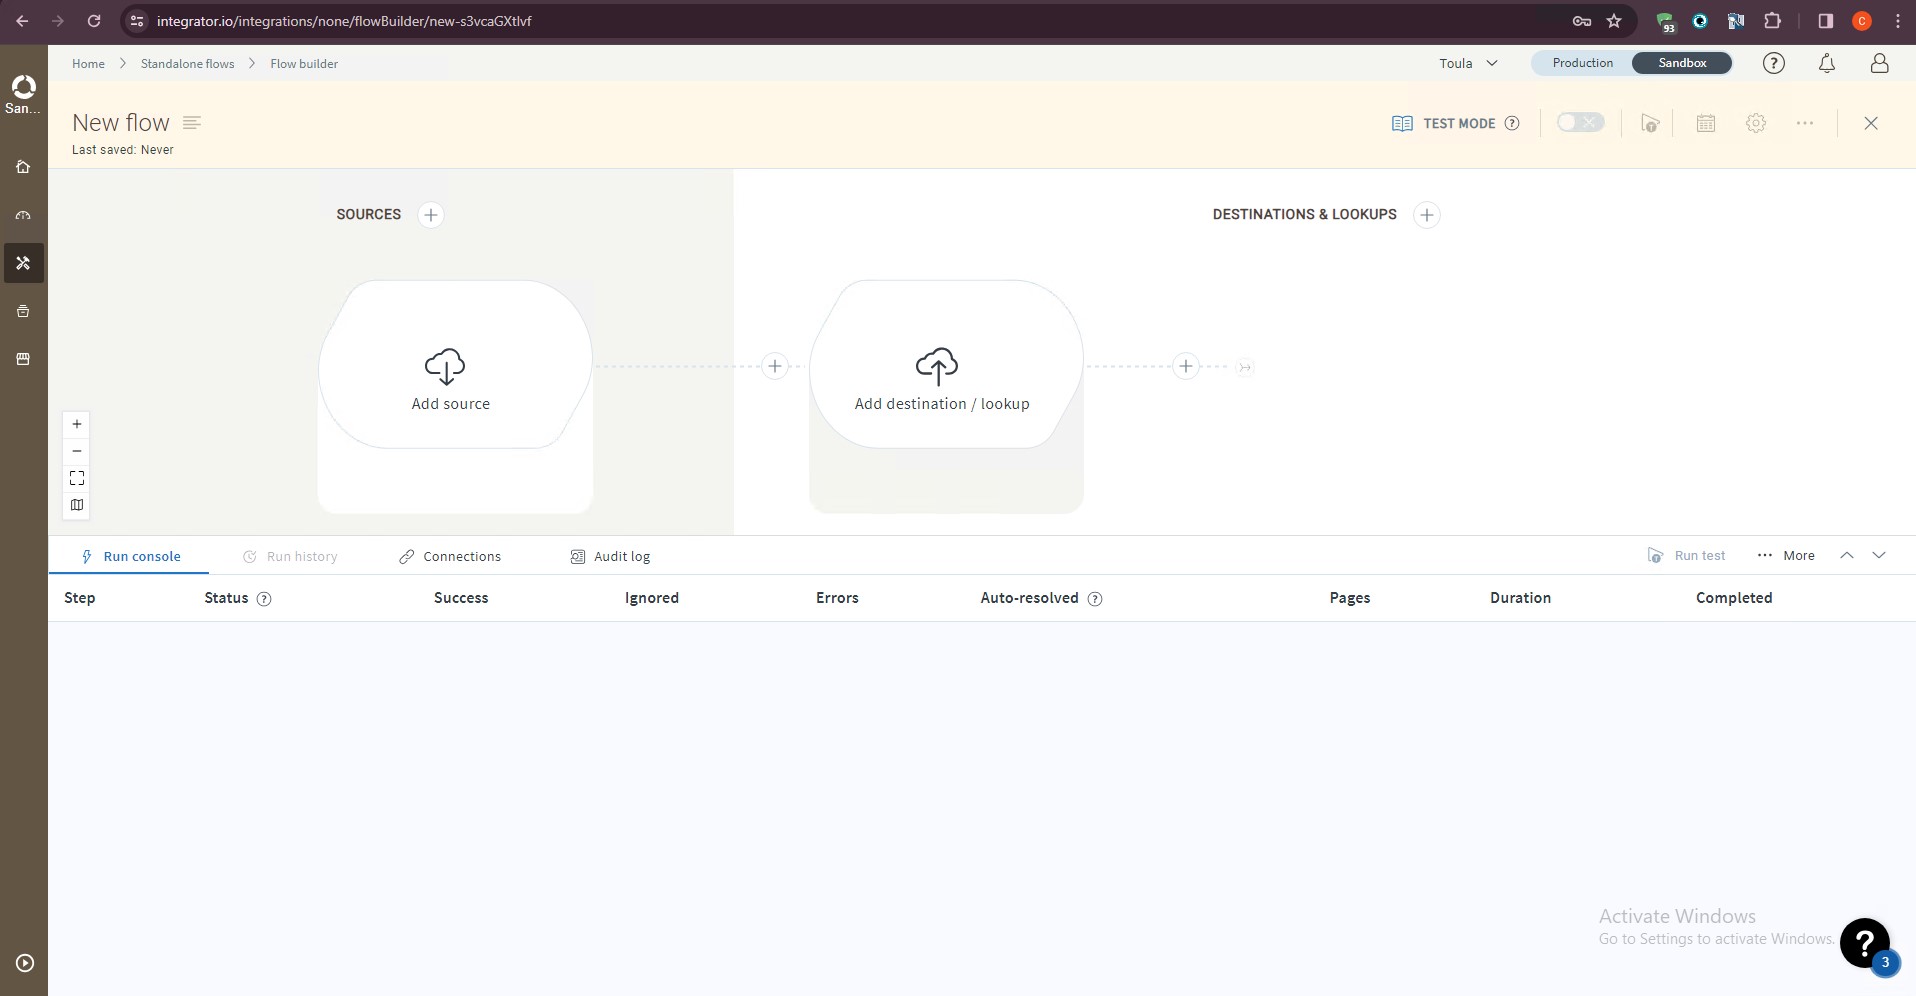 integrator.io/integrations/none/flowBuilder/new-s3vcaGXtlvf
93
C
Home
Standalone flows
Flow builder
Toula
Production
Sandbox
?
San...
New flow
Last saved: Never
TEST MODE ?
SOURCES
DESTINATIONS & LOOKUPS
Add source
Add destination / lookup
Run console
Run history
Connections
Audit log
Run test
More
Step
Status ?
Success
Ignored
Errors
Auto-resolved ?
Pages
Duration
Completed
Activate Windows
Go to Settings to activate Windows.
?
3